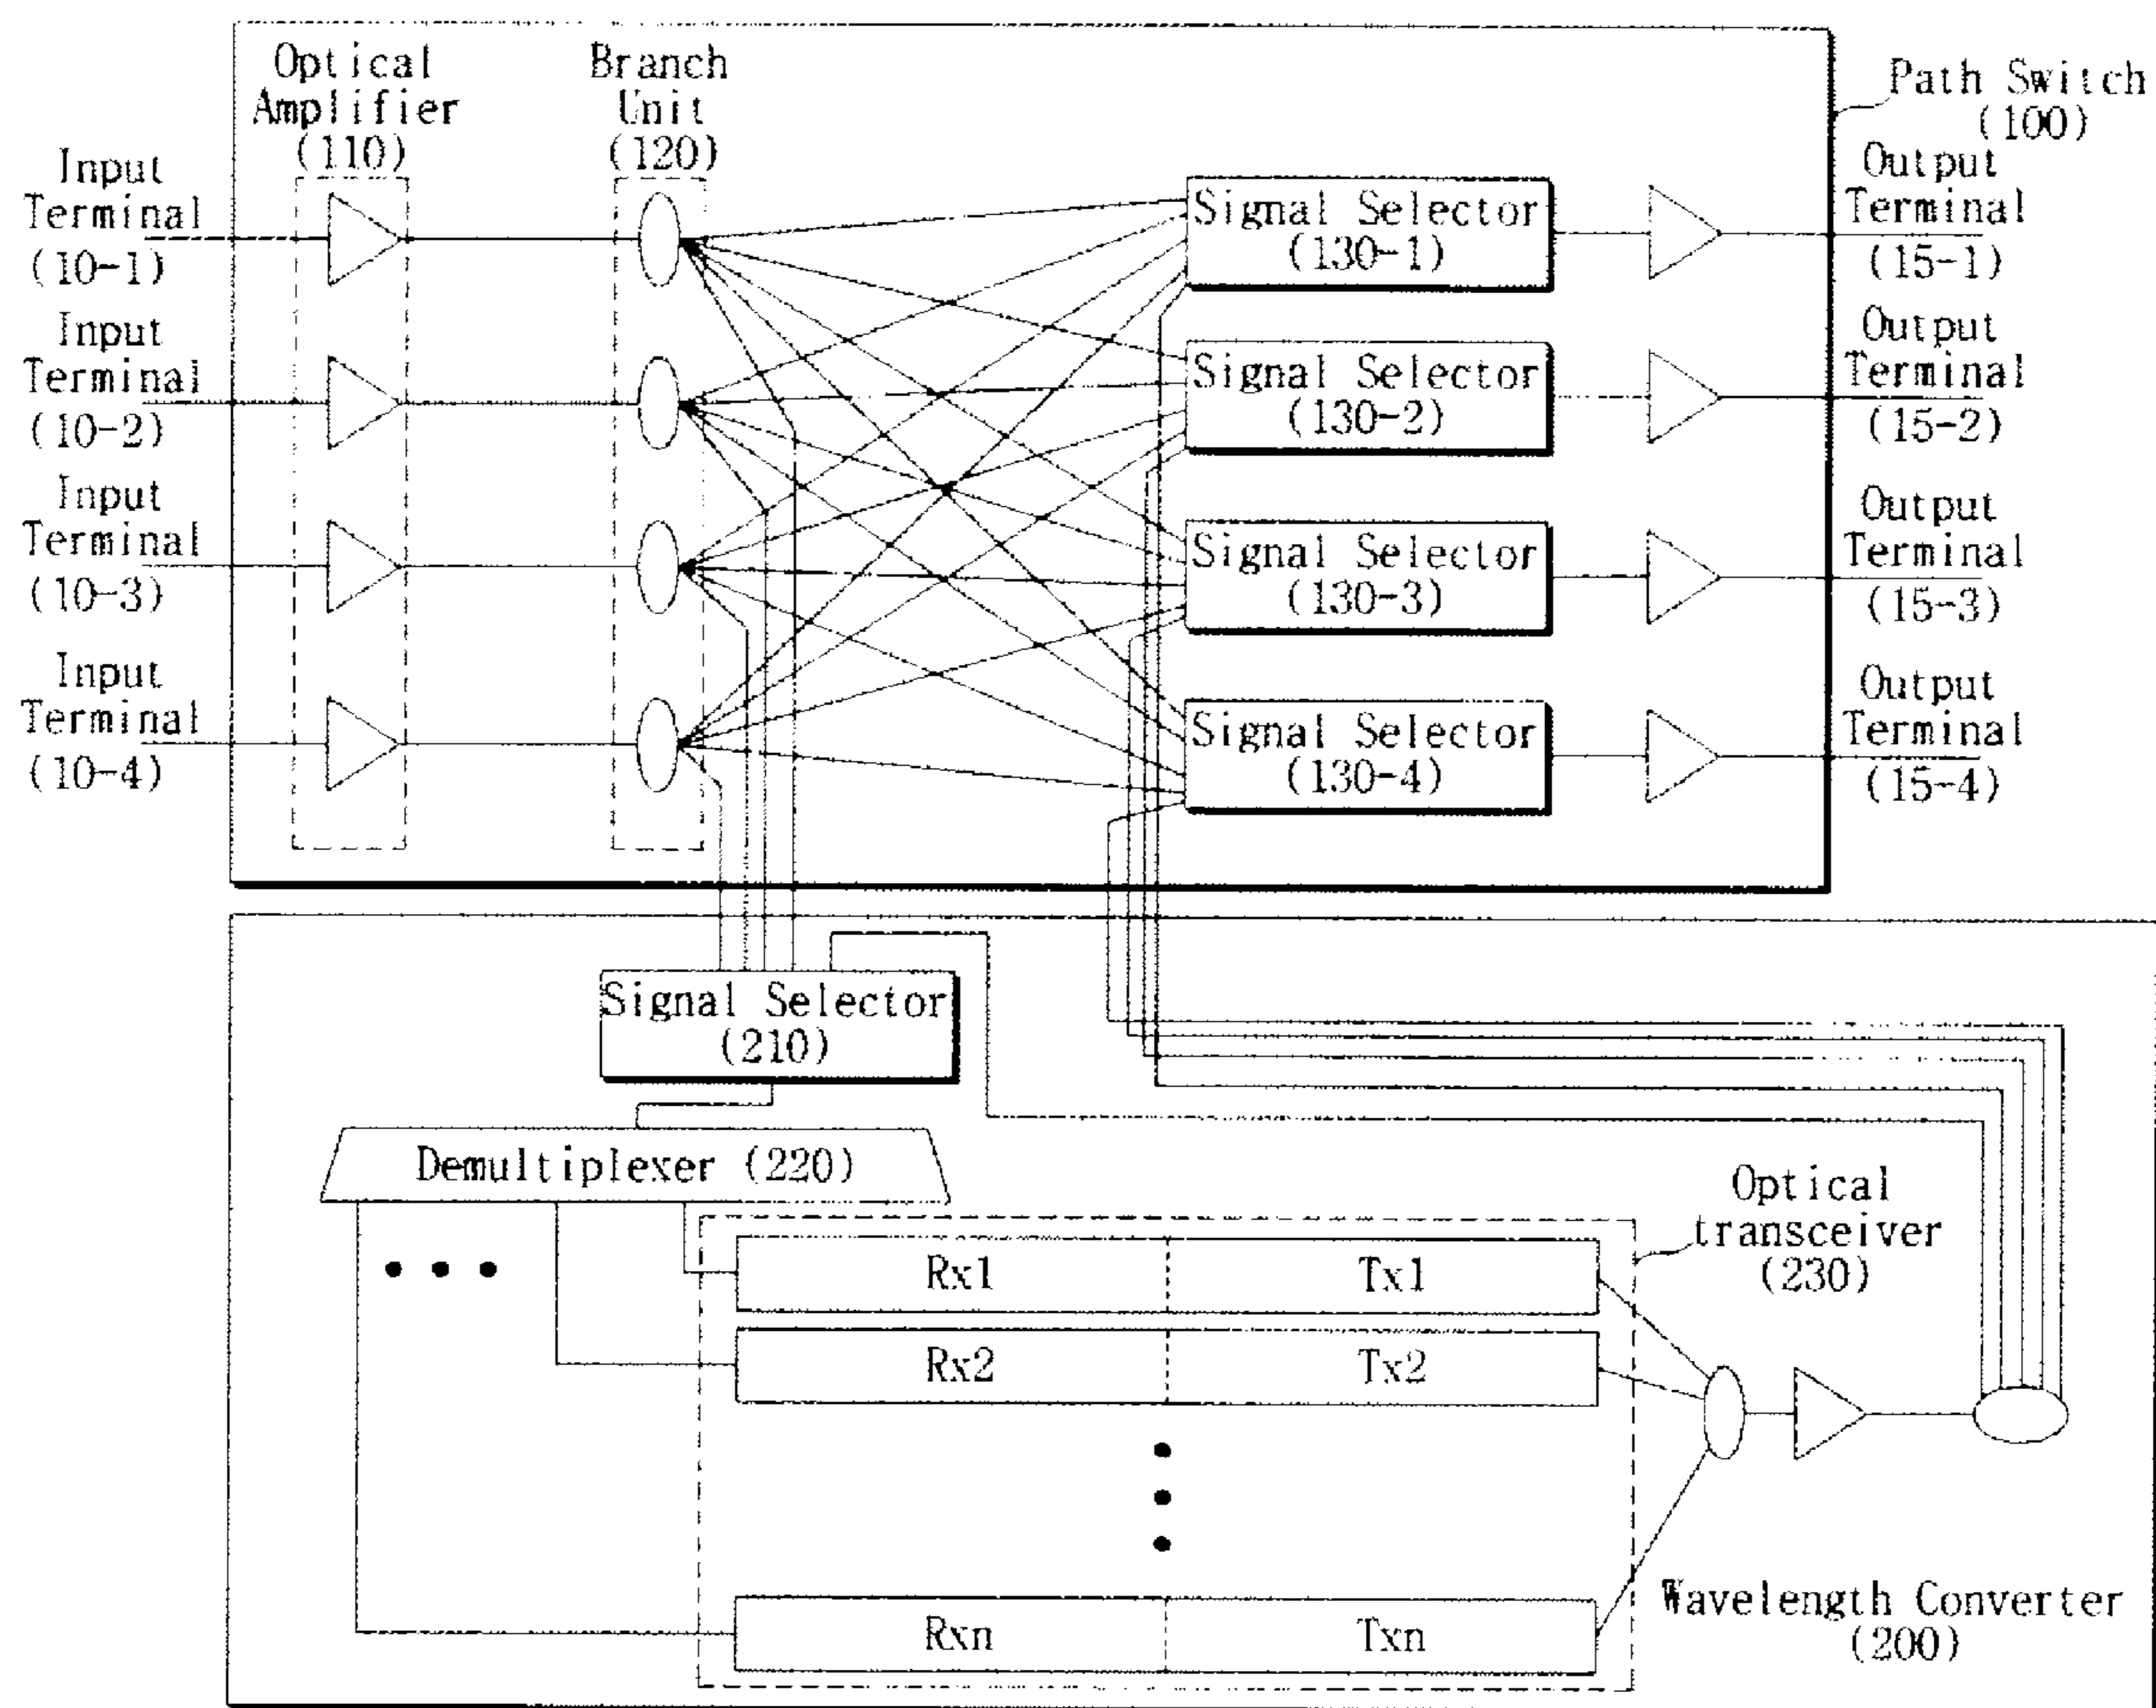 Optical
Amplifier
(110)
Branch
Unit
(120)
Path Switch
(100)
Input
Terminal
(10-1)
Signal Selector
(130-1)
Output
Terminal
(15-1)
Input
Terminal
(10-2)
Signal Selector
(130-2)
Output
Terminal
(15-2)
Input
Terminal
(10-3)
Signal Selector
(130-3)
Output
Terminal
(15-3)
Input
Terminal
(10-4)
Signal Selector
(130-4)
Output
Terminal
(15-4)
Signal Selector
(210)
Demultiplexer (220)
Optical
transceiver
(230)
Rx1 Tx1
Rx2 Tx2
Rxn Txn
Wavelength Converter
(200)